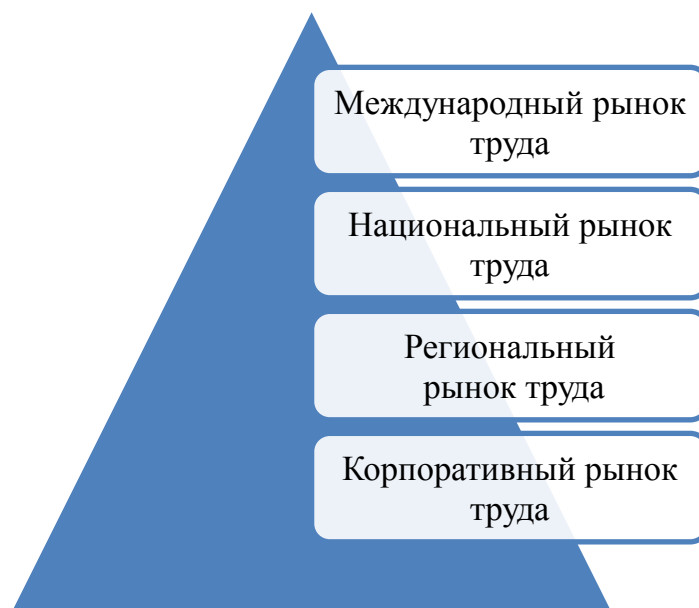 Международный рынок
труда
Национальный рынок
труда
Региональный
рынок труда
Корпоративный рынок
труда